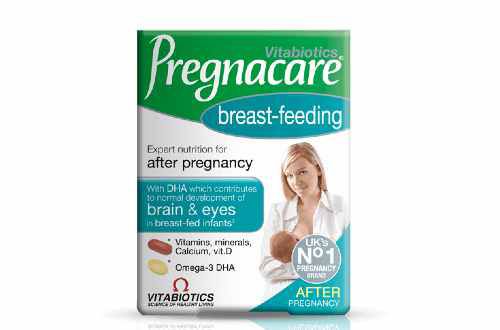 Vitabiotics
Pregnacare®
breast-feeding
Expert nutrition for
after pregnancy
With DHA which contributes
to normal development of
brain & eyes
in breast-fed infants
Vitamins, minerals,
Calcium, vit.D
Omega-3 DHA
UK's
Nº1
PREGNANCY
BRAND
VITABIOTICS
SCIENCE OF HEALTHY LIVING
AFTER
PREGNANCY